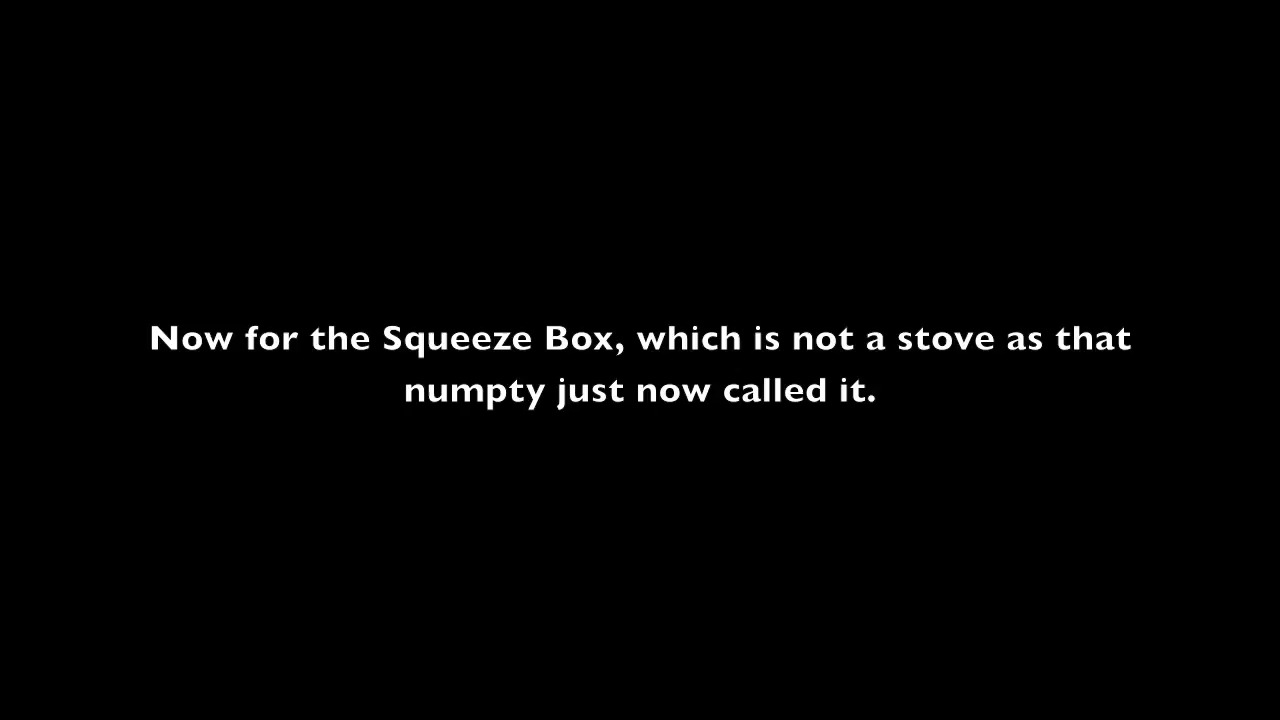 Now for the Squeeze Box, which is not a stove as that
numpty just now called it.